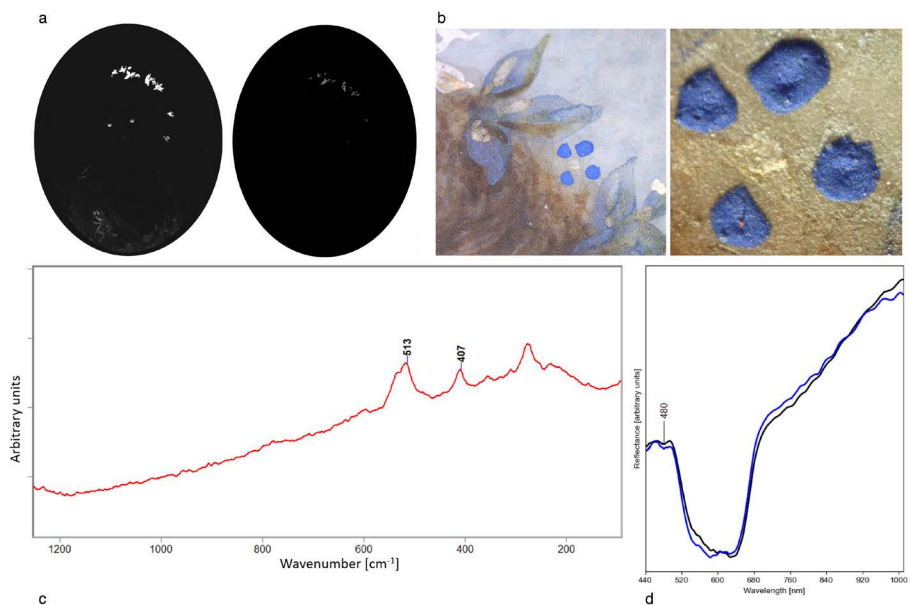 a
b
513
407
Arbitrary units
1200
1000
800
600
400
200
Wavenumber [cm⁻¹]
c
480
Reflectance [arbitrary units]
440
520
600
680
760
840
920
1000
Wavelength [nm]
d